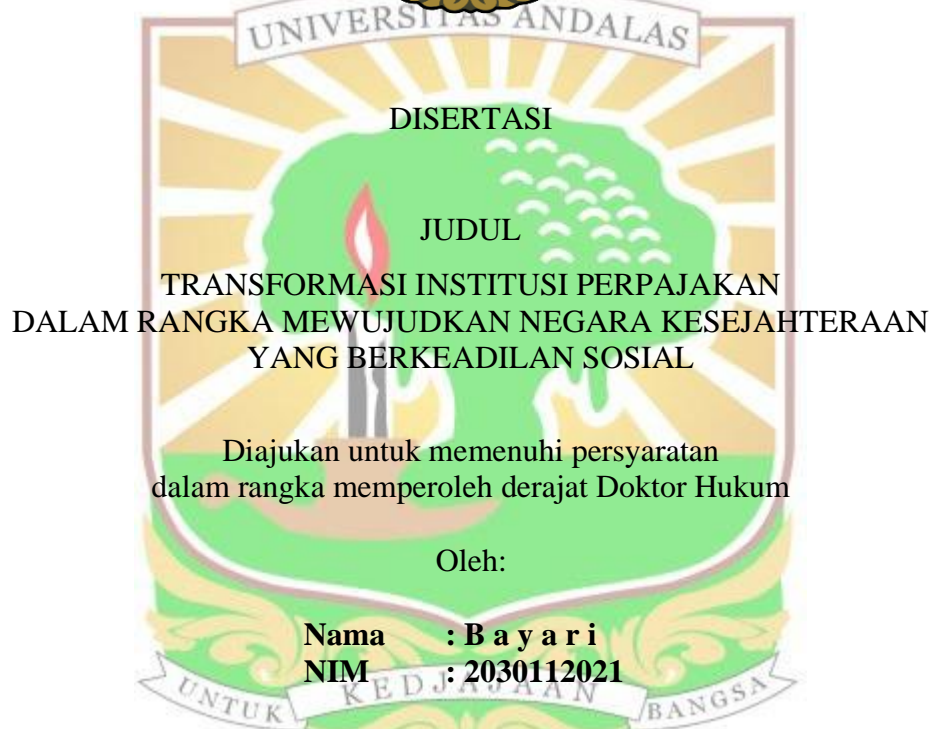 UNIVERSITAS ANDALAS
DISERTASI
JUDUL
TRANSFORMASI INSTITUSI PERPAJAKAN
DALAM RANGKA MEWUJUDKAN NEGARA KESEJAHTERAAN
YANG BERKEADILAN SOSIAL
Diajukan untuk memenuhi persyaratan
dalam rangka memperoleh derajat Doktor Hukum
Oleh:
Nama : B a y a r i
NIM : 2030112021
UNTUK KEDJAJAAN BANGSA